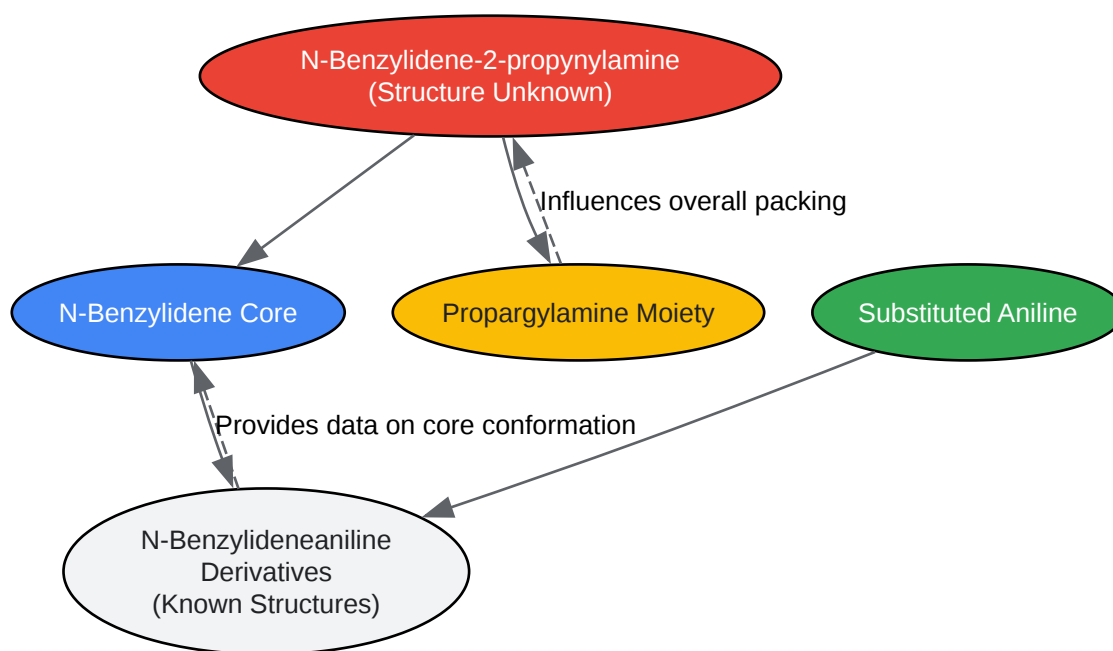 N-Benzylidene-2-propynylamine
(Structure Unknown)
Influences overall packing
N-Benzylidene Core
Propargylamine Moiety
Substituted Aniline
Provides data on core conformation
N-Benzylideneaniline
Derivatives
(Known Structures)